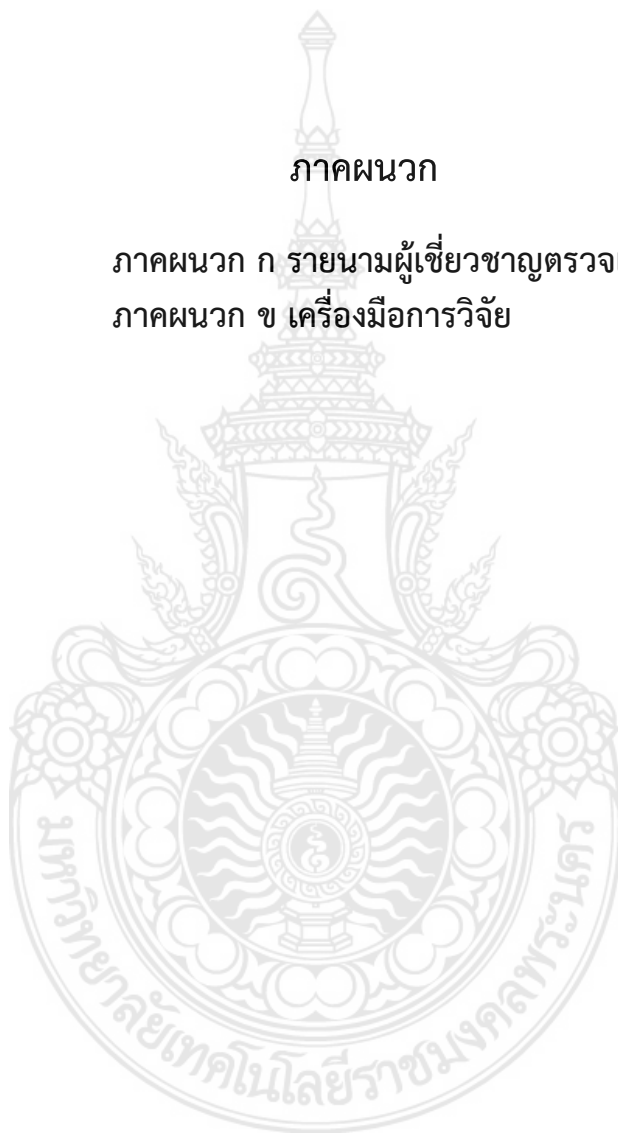 ภาคผนวก
ภาคผนวก ก รายนามผู้เชี่ยวชาญตรวจ
ภาคผนวก ข เครื่องมือการวิจัย
มหาวิทยาลัยเทคโนโลยีราชมงคลพระนคร